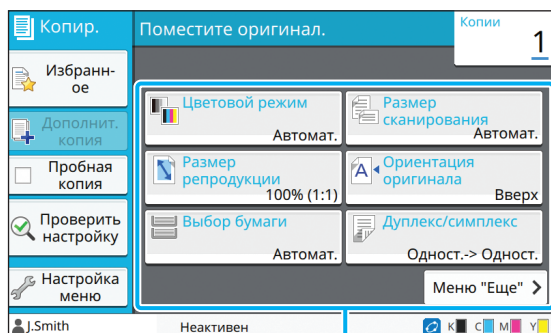 Копир.
Поместите оригинал.
Копии
1
Избранн-
ое
Дополнит.
копия
Пробная
копия
Проверить
настройку
Настройка
меню
Цветовой режим
Автомат.
Размер
сканирования
Автомат.
Размер
репродукции
100% (1:1)
A
Ориентация
оригинала
Вверх
Выбор бумаги
Автомат.
Дуплекс/симплекс
Одност.-> Одност.
Меню "Еще"
J.Smith
Неактивен
K C M Y